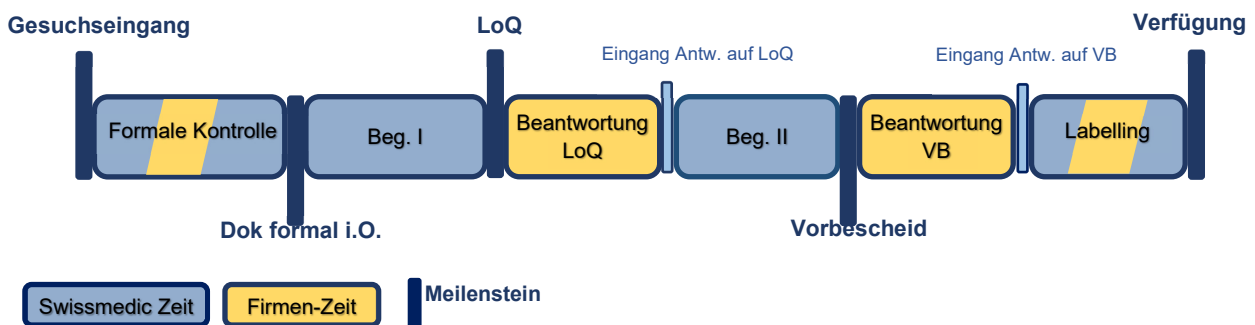 Gesuchseingang
LoQ
Verfügung
Eingang Antw. auf LoQ
Eingang Antw. auf VB
Formale Kontrolle
Beg. I
Beantwortung
LoQ
Beg. II
Beantwortung
VB
Labelling
Dok formal i.O.
Vorbescheid
Swissmedic Zeit
Firmen-Zeit
Meilenstein